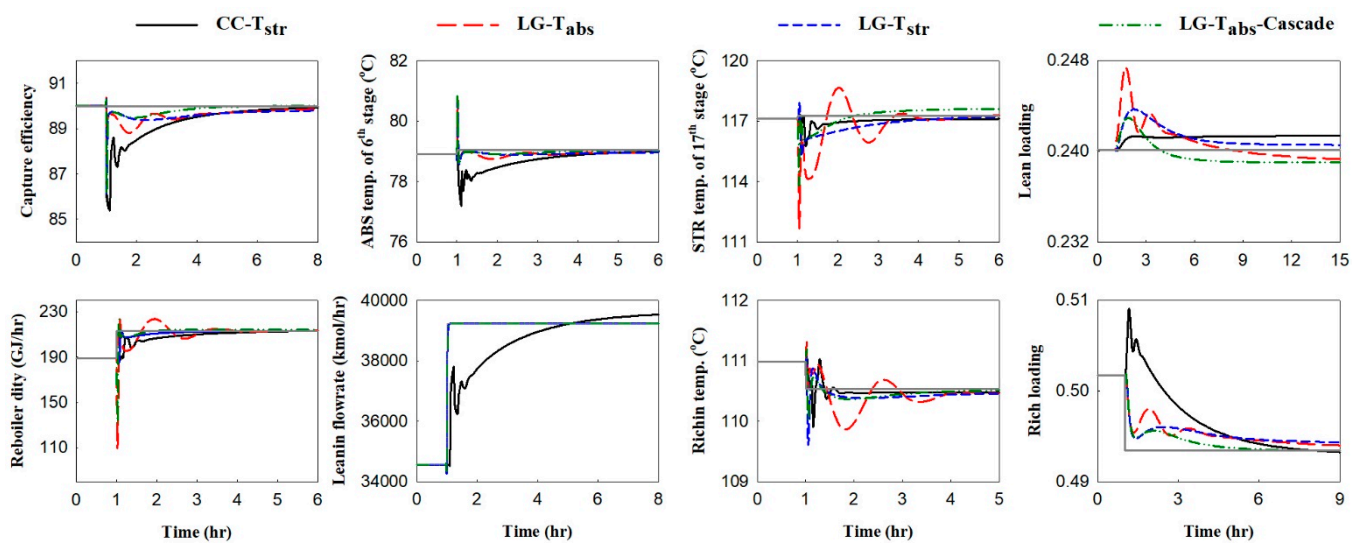 CC-Tstr LG-Tabs LG-Tstr LG-Tabs-Cascade
Capture efficiency
91
89
87
85
0 2 4 6 8
ABS temp. of 6th stage (°C)
82
80
78
76
0 1 2 3 4 5 6
STR temp. of 17th stage (°C)
120
117
114
111
0 1 2 3 4 5 6
Lean loading
0.248
0.240
0.232
0 3 6 9 12 15
Reboiler dity (GJ/hr)
230
190
150
110
0 1 2 3 4 5 6
Time (hr)
Leanin flowrate (kmol/hr)
40000
38000
36000
34000
0 2 4 6 8
Time (hr)
Richin temp. (°C)
112
111
110
109
0 1 2 3 4 5
Time (hr)
Rich loading
0.51
0.50
0.49
0 3 6 9
Time (hr)